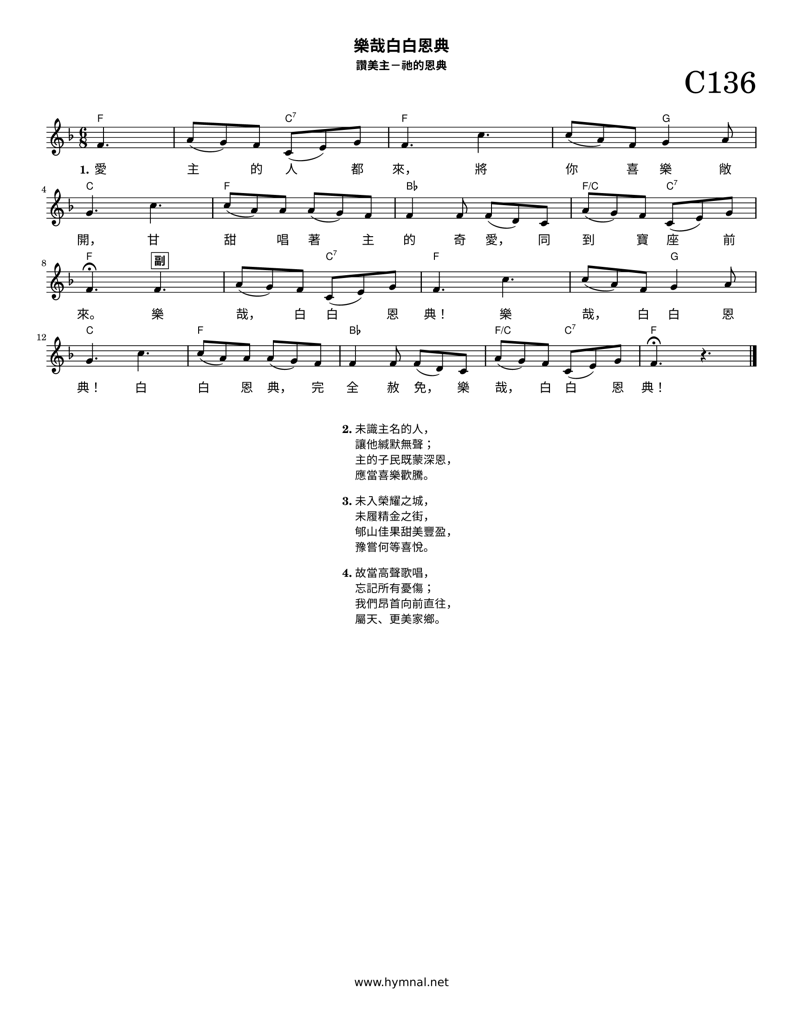 樂哉白白恩典
讚美主－祂的恩典
C136
F C7 F G
1. 愛 主 的 人 都 來， 將 你 喜 樂 敞
4 C F B♭ F/C C7
開， 甘 甜 唱 著 主 的 奇 愛， 同 到 寶 座 前
8 F 副 C7 F G
來。 樂 哉， 白 白 恩 典！ 樂 哉， 白 白 恩
12 C F B♭ F/C C7 F
典！ 白 白 恩 典， 完 全 赦 免， 樂 哉， 白 白 恩 典！
2. 未識主名的人，
讓他緘默無聲；
主的子民既蒙深恩，
應當喜樂歡騰。
3. 未入榮耀之城，
未履精金之街，
郇山佳果甜美豐盈，
豫嘗何等喜悅。
4. 故當高聲歌唱，
忘記所有憂傷；
我們昂首向前直往，
屬天、更美家鄉。
www.hymnal.net